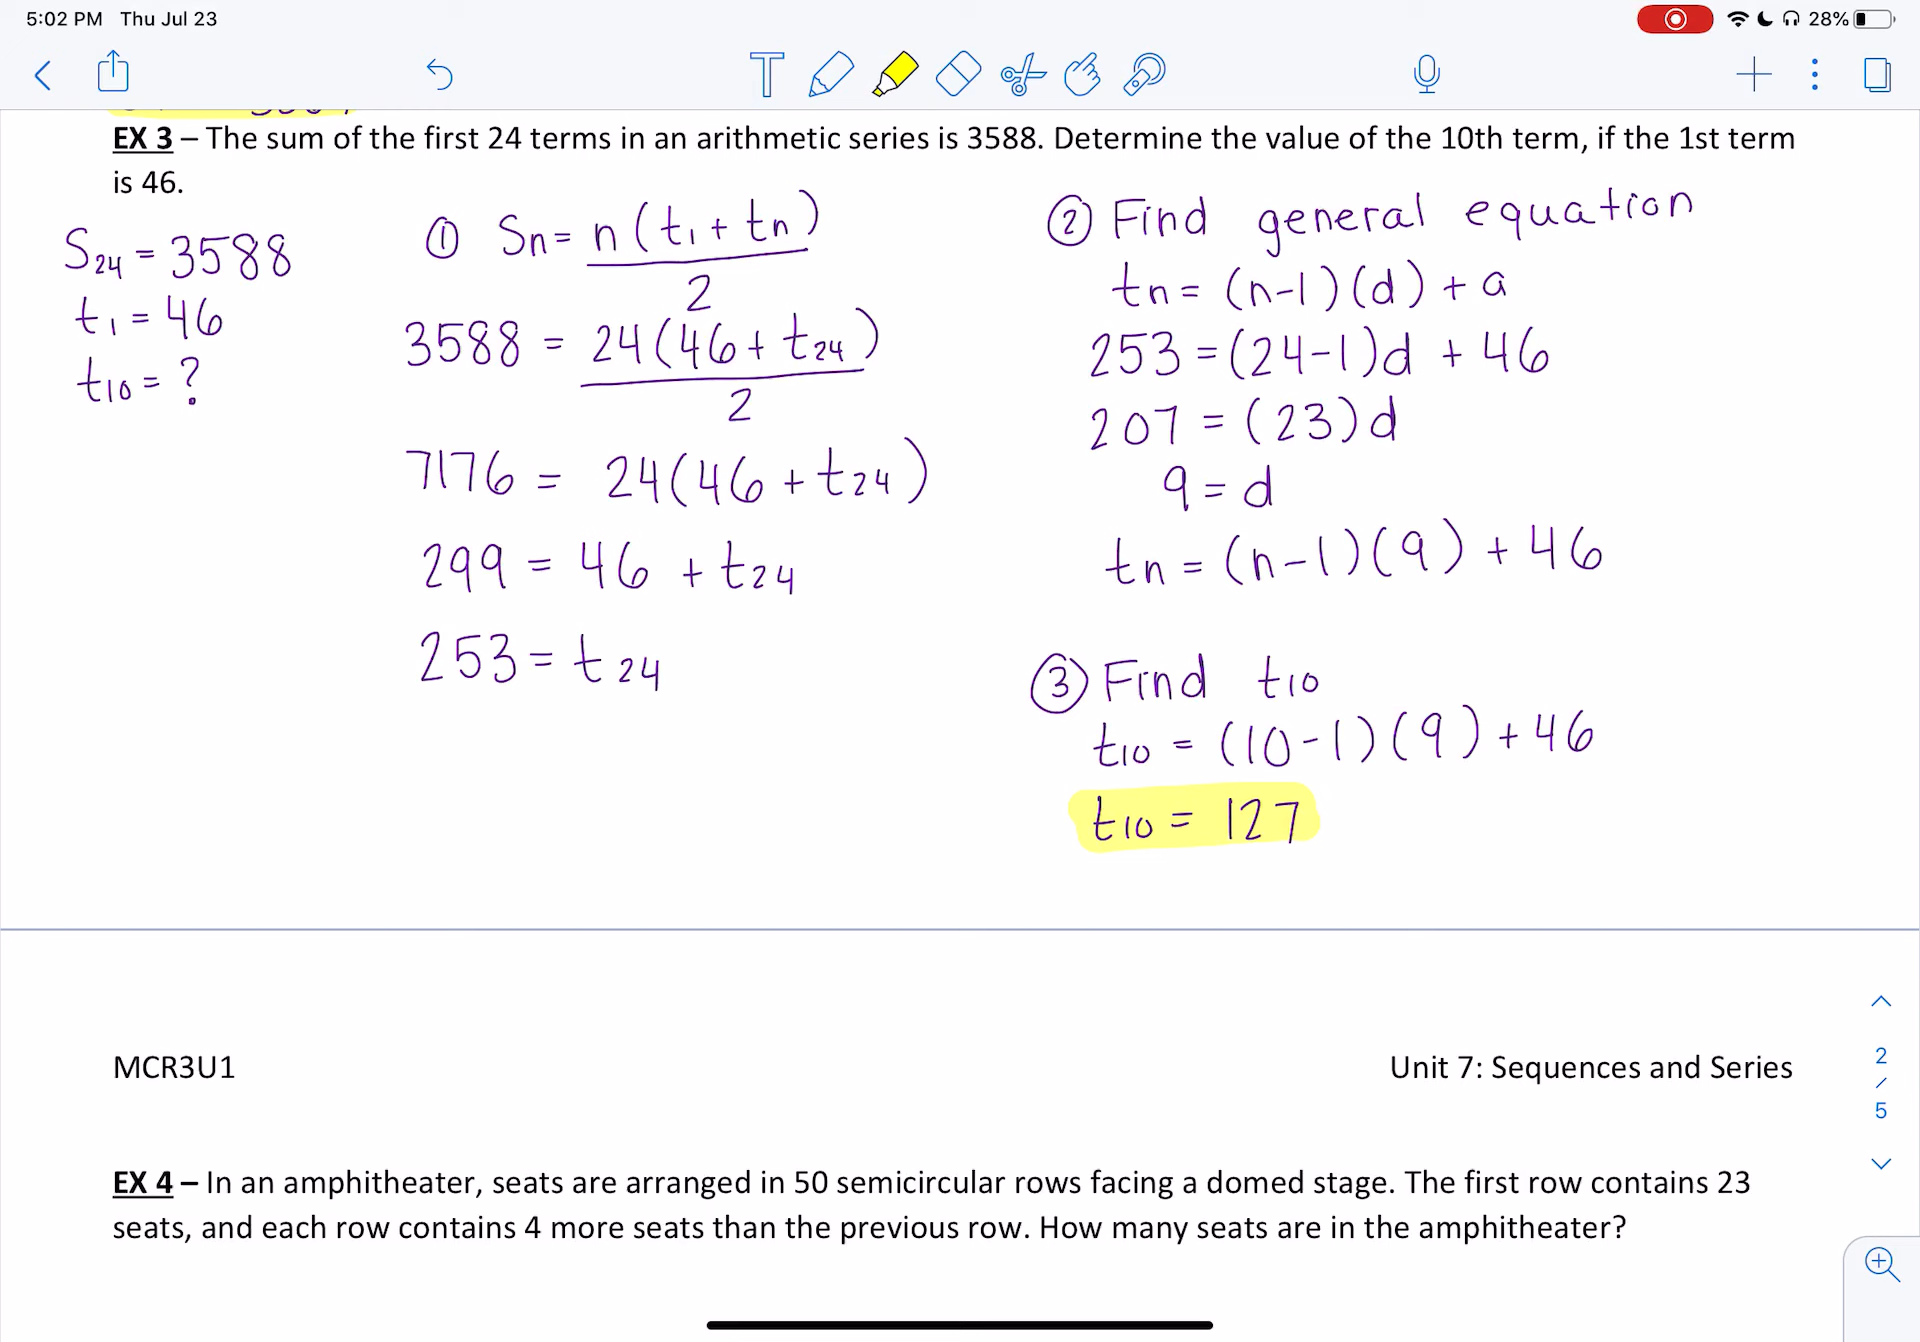 5:02 PM Thu Jul 23
28%
EX 3 – The sum of the first 24 terms in an arithmetic series is 3588. Determine the value of the 10th term, if the 1st term
is 46.
S24 = 3588
t1 = 46
t10 = ?
① Sn = n(t1 + tn)
2
3588 = 24(46 + t24)
2
7176 = 24(46 + t24)
299 = 46 + t24
253 = t24
② Find general equation
tn = (n-1)(d) + a
253 = (24-1)d + 46
207 = (23)d
9 = d
tn = (n-1)(9) + 46
③ Find t10
t10 = (10-1)(9) + 46
t10 = 127
MCR3U1
Unit 7: Sequences and Series
2
/
5
EX 4 – In an amphitheater, seats are arranged in 50 semicircular rows facing a domed stage. The first row contains 23
seats, and each row contains 4 more seats than the previous row. How many seats are in the amphitheater?